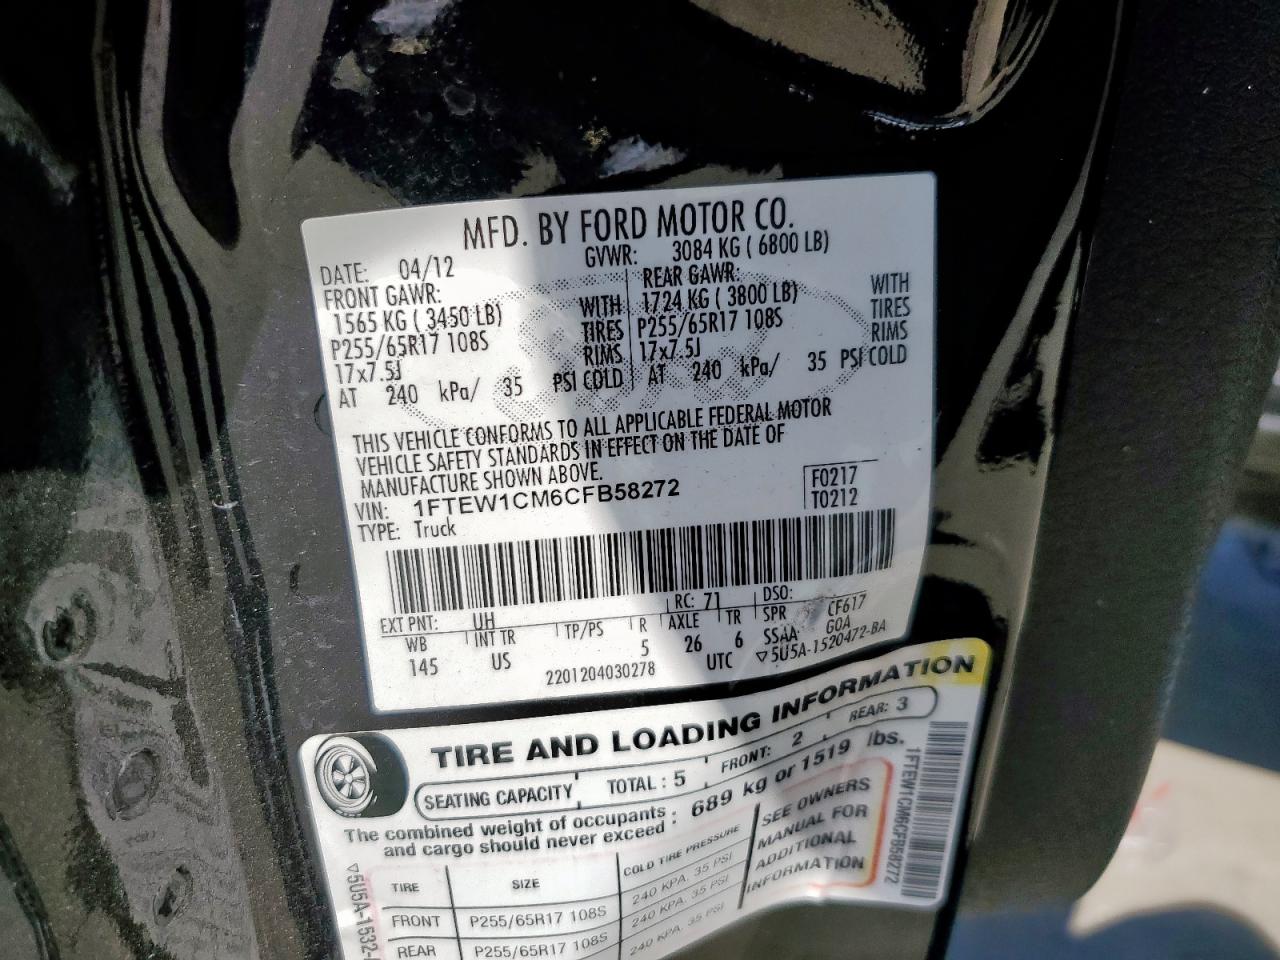 MFD. BY FORD MOTOR CO.
DATE: 04/12 GVWR: 3084 KG ( 6800 LB)
FRONT GAWR: REAR GAWR:
1565 KG ( 3450 LB) WITH 1724 KG ( 3800 LB) WITH
P255/65R17 108S TIRES P255/65R17 108S TIRES
17x7.5J RIMS 17x7.5J RIMS
AT 240 kPa/ 35 PSI COLD AT 240 kPa/ 35 PSI COLD
THIS VEHICLE CONFORMS TO ALL APPLICABLE FEDERAL MOTOR
VEHICLE SAFETY STANDARDS IN EFFECT ON THE DATE OF
MANUFACTURE SHOWN ABOVE.
VIN: 1FTEW1CM6CFB58272 F0217
TYPE: Truck T0212
EXT PNT: UH RC: 71 DSO:
WB INT TR TP/PS R AXLE TR SPR CF617
145 US 5 26 6 SSAA G0A
2201204030278 UTC ▽5U5A-1520472-BA
TIRE AND LOADING INFORMATION
SEATING CAPACITY TOTAL : 5 FRONT: 2 REAR: 3
The combined weight of occupants
and cargo should never exceed : 689 kg or 1519 lbs.
TIRE SIZE COLD TIRE PRESSURE
FRONT P255/65R17 108S 240 KPA, 35 PSI
REAR P255/65R17 108S 240 KPA, 35 PSI
240 KPA, 35 PSI
SEE OWNERS
MANUAL FOR
ADDITIONAL
INFORMATION
1FTEW1CM6CFB58272
▽5U5A-1532-